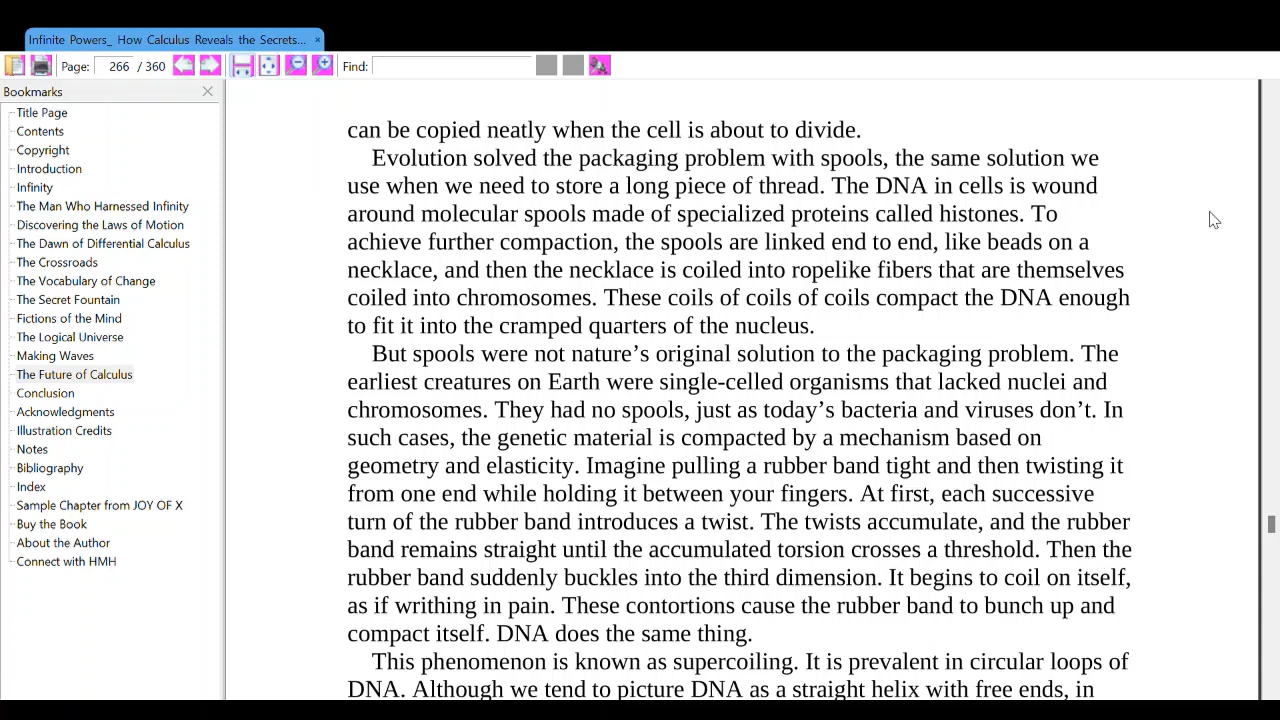 Infinite Powers_ How Calculus Reveals the Secrets... ×
Page: 266 / 360 Find:
Bookmarks
Title Page
Contents
Copyright
Introduction
Infinity
The Man Who Harnessed Infinity
Discovering the Laws of Motion
The Dawn of Differential Calculus
The Crossroads
The Vocabulary of Change
The Secret Fountain
Fictions of the Mind
The Logical Universe
Making Waves
The Future of Calculus
Conclusion
Acknowledgments
Illustration Credits
Notes
Bibliography
Index
Sample Chapter from JOY OF X
Buy the Book
About the Author
Connect with HMH
can be copied neatly when the cell is about to divide.
Evolution solved the packaging problem with spools, the same solution we
use when we need to store a long piece of thread. The DNA in cells is wound
around molecular spools made of specialized proteins called histones. To
achieve further compaction, the spools are linked end to end, like beads on a
necklace, and then the necklace is coiled into ropelike fibers that are themselves
coiled into chromosomes. These coils of coils of coils compact the DNA enough
to fit it into the cramped quarters of the nucleus.
But spools were not nature’s original solution to the packaging problem. The
earliest creatures on Earth were single-celled organisms that lacked nuclei and
chromosomes. They had no spools, just as today’s bacteria and viruses don’t. In
such cases, the genetic material is compacted by a mechanism based on
geometry and elasticity. Imagine pulling a rubber band tight and then twisting it
from one end while holding it between your fingers. At first, each successive
turn of the rubber band introduces a twist. The twists accumulate, and the rubber
band remains straight until the accumulated torsion crosses a threshold. Then the
rubber band suddenly buckles into the third dimension. It begins to coil on itself,
as if writhing in pain. These contortions cause the rubber band to bunch up and
compact itself. DNA does the same thing.
This phenomenon is known as supercoiling. It is prevalent in circular loops of
DNA. Although we tend to picture DNA as a straight helix with free ends, in